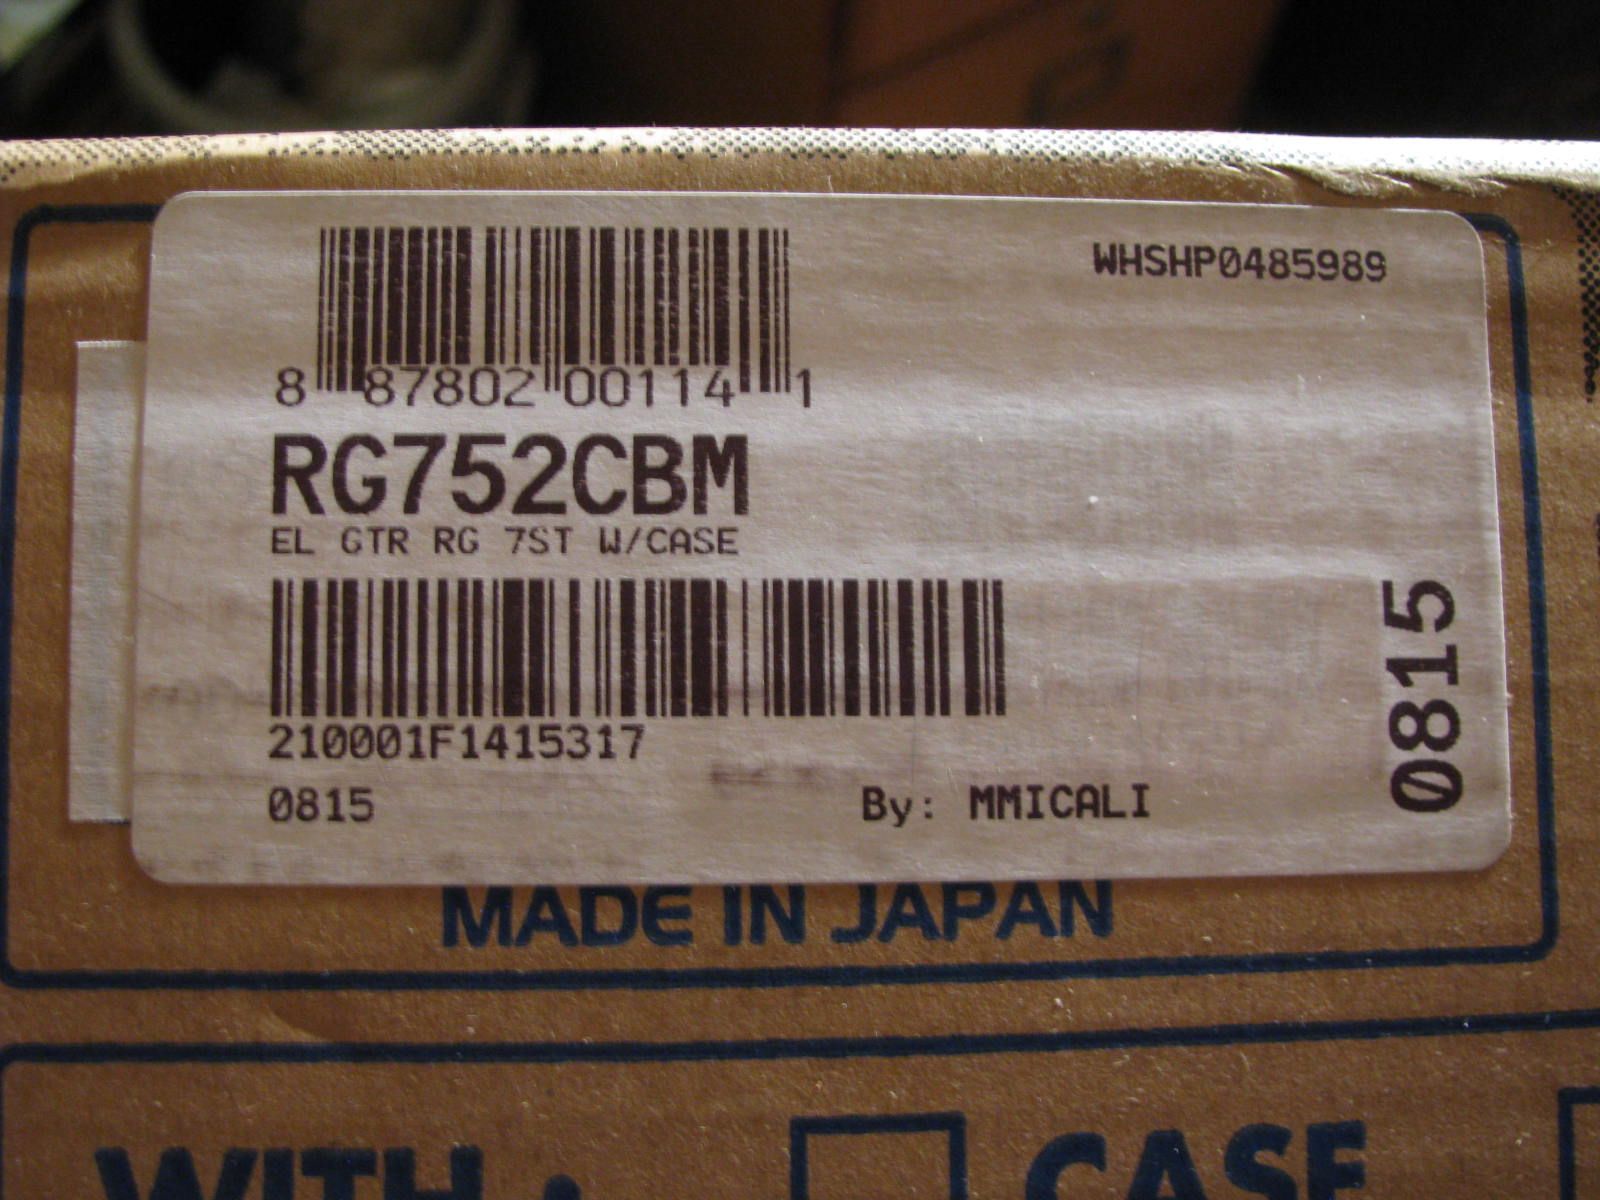 WHSHP0485989
8 87802 00114 1
RG752CBM
EL GTR RG 7ST W/CASE
210001F1415317
0815
By: MMICALI
0815
MADE IN JAPAN
WITH :
CASE